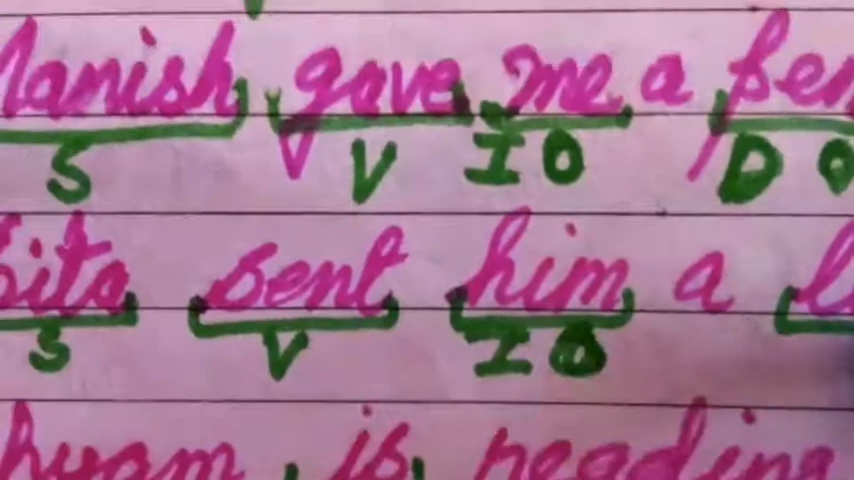 Manish gave me a pen
S V IO DO
Sita sent him a
S V IO
is reading